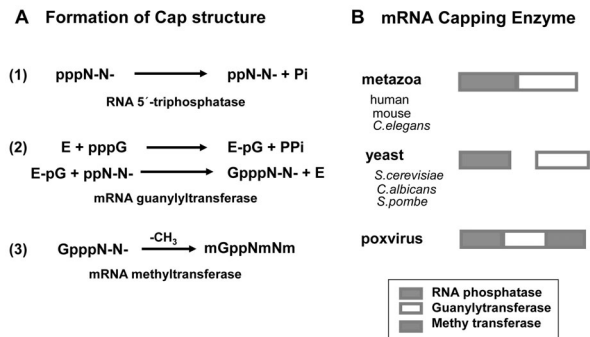 A Formation of Cap structure
(1) pppN-N- ppN-N- + Pi
RNA 5´-triphosphatase
(2) E + pppG E-pG + PPi
E-pG + ppN-N- GpppN-N- + E
mRNA guanylyltransferase
(3) GpppN-N- -CH₃ mGppNmNm
mRNA methyltransferase
B mRNA Capping Enzyme
metazoa
human
mouse
C.elegans
yeast
S.cerevisiae
C.albicans
S.pombe
poxvirus
RNA phosphatase
Guanylytransferase
Methy transferase